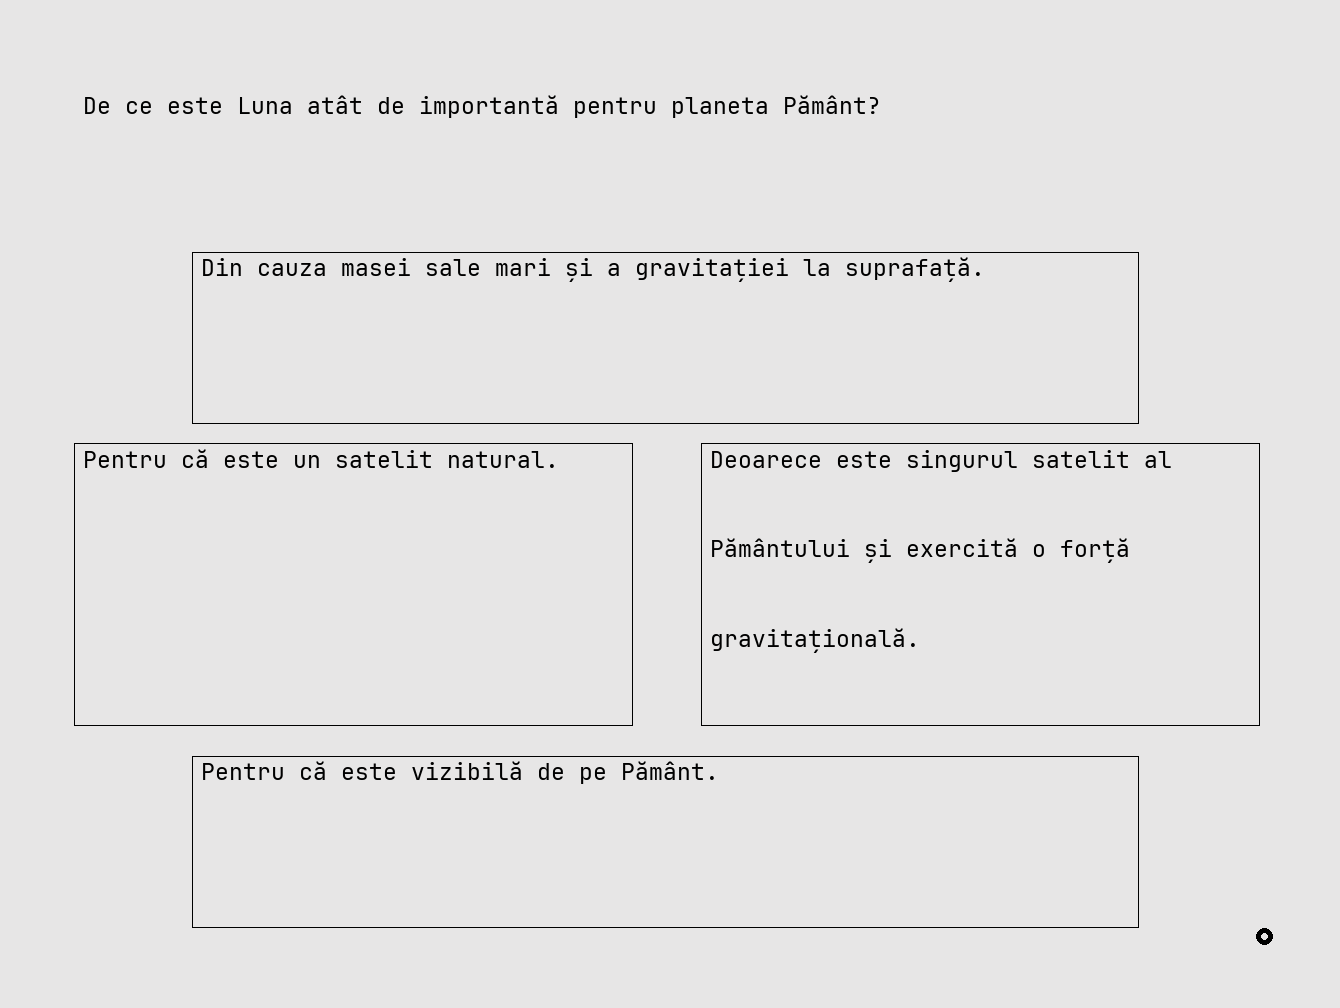 De ce este Luna atât de importantă pentru planeta Pământ?
Din cauza masei sale mari și a gravitației la suprafață.
Pentru că este un satelit natural.
Deoarece este singurul satelit al
Pământului și exercită o forță
gravitațională.
Pentru că este vizibilă de pe Pământ.